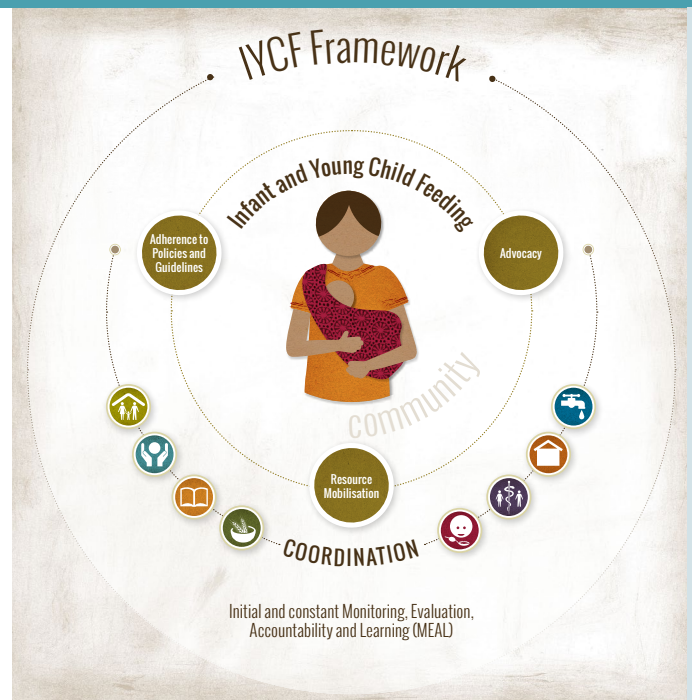 IYCF Framework
Infant and Young Child Feeding
Adherence to
Policies and
Guidelines
Advocacy
community
Resource
Mobilisation
COORDINATION
Initial and constant Monitoring, Evaluation,
Accountability and Learning (MEAL)